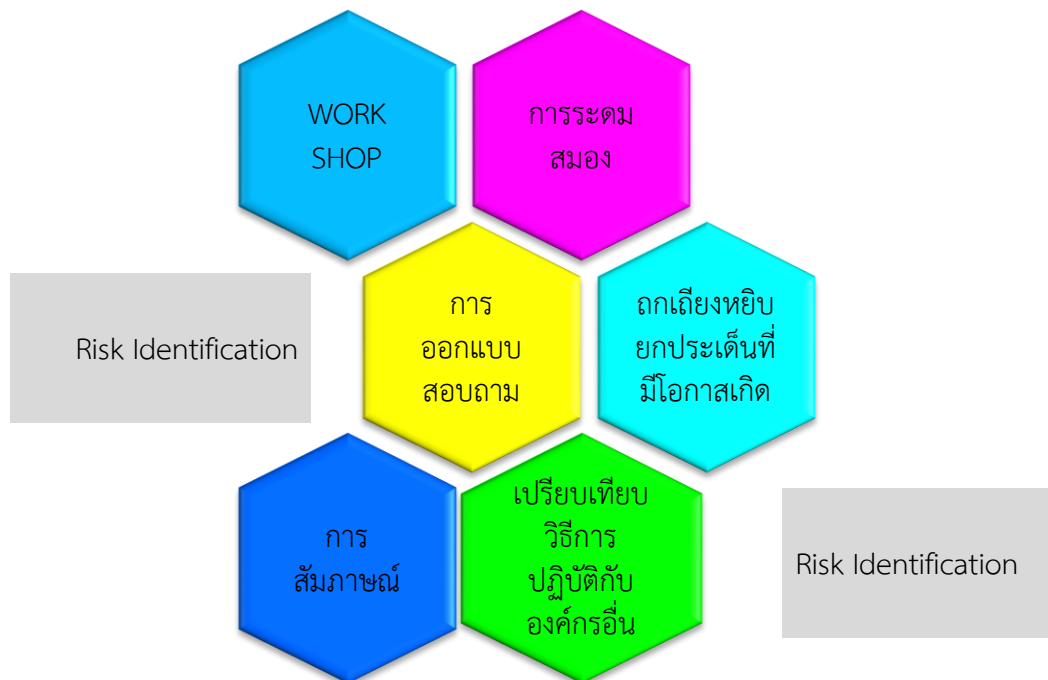 WORK
SHOP
การระดม
สมอง
Risk Identification
การ
ออกแบบ
สอบถาม
ถกเถียงหยิบ
ยกประเด็นที่
มีโอกาสเกิด
การ
สัมภาษณ์
เปรียบเทียบ
วิธีการ
ปฏิบัติกับ
องค์กรอื่น
Risk Identification